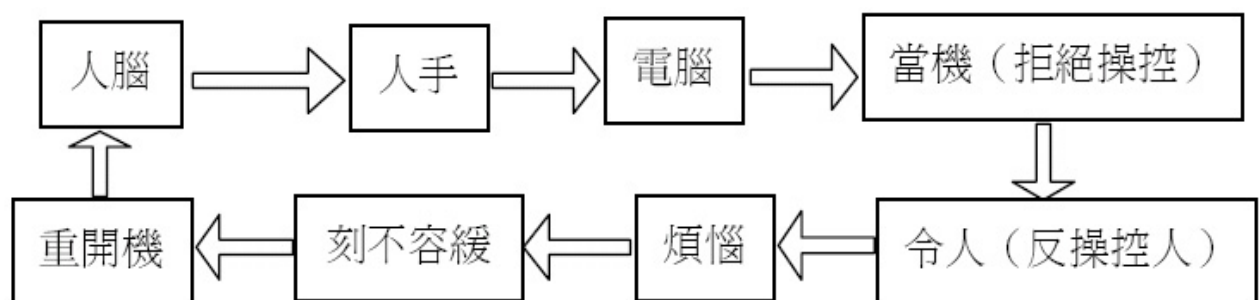 人腦
人手
電腦
當機（拒絕操控）
令人（反操控人）
煩惱
刻不容緩
重開機